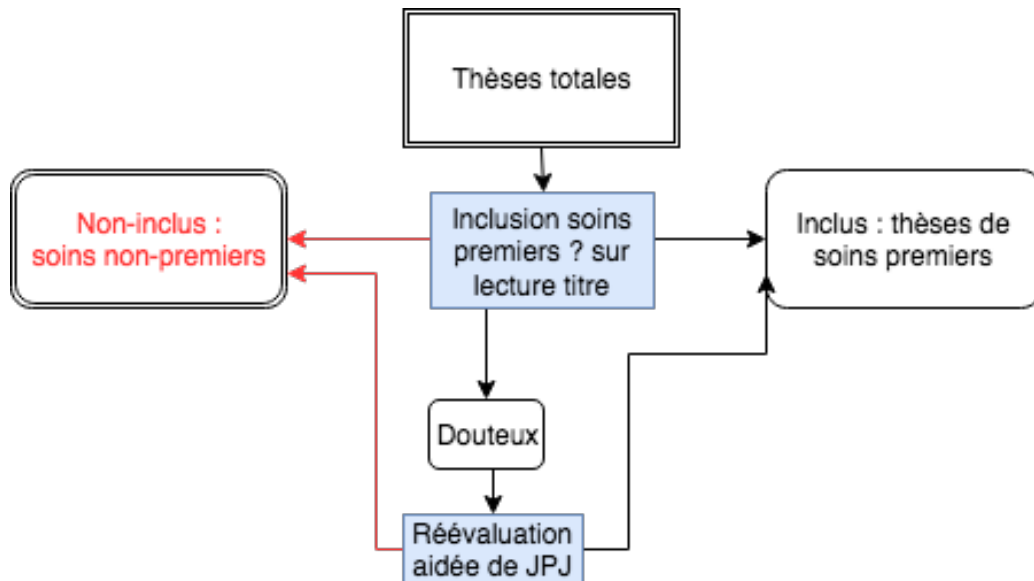 Thèses totales
Non-inclus :
soins non-premiers
Inclusion soins
premiers ? sur
lecture titre
Inclus : thèses de
soins premiers
Douteux
Réévaluation
aidée de JPJ